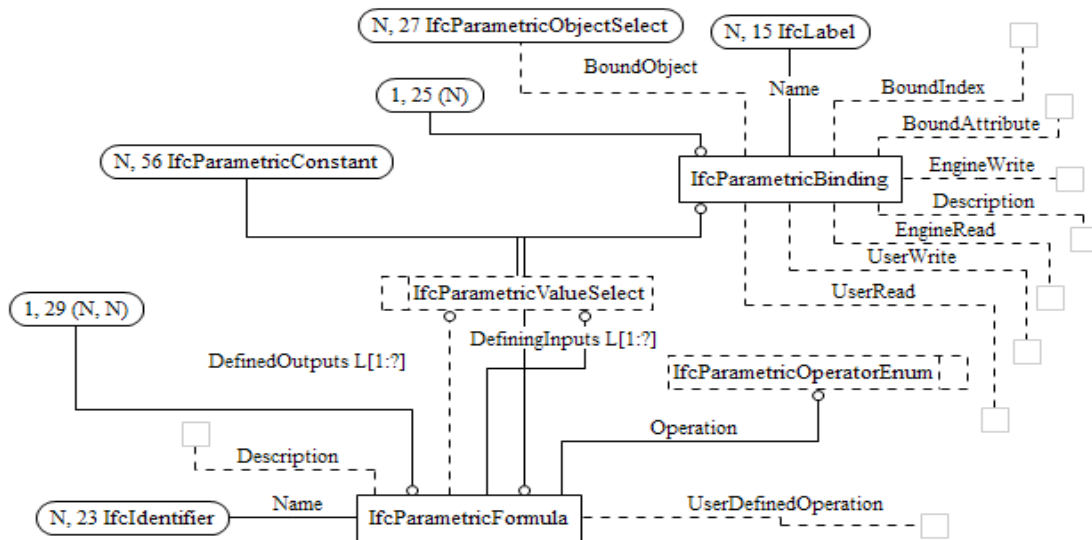 N, 27 IfcParametricObjectSelect
N, 15 IfcLabel
BoundObject
Name
BoundIndex
1, 25 (N)
BoundAttribute
N, 56 IfcParametricConstant
IfcParametricBinding
EngineWrite
Description
EngineRead
UserWrite
UserRead
IfcParametricValueSelect
1, 29 (N, N)
DefinedOutputs L[1:?]
DefiningInputs L[1:?]
IfcParametricOperatorEnum
Operation
Description
Name
N, 23 IfcIdentifier
IfcParametricFormula
UserDefinedOperation